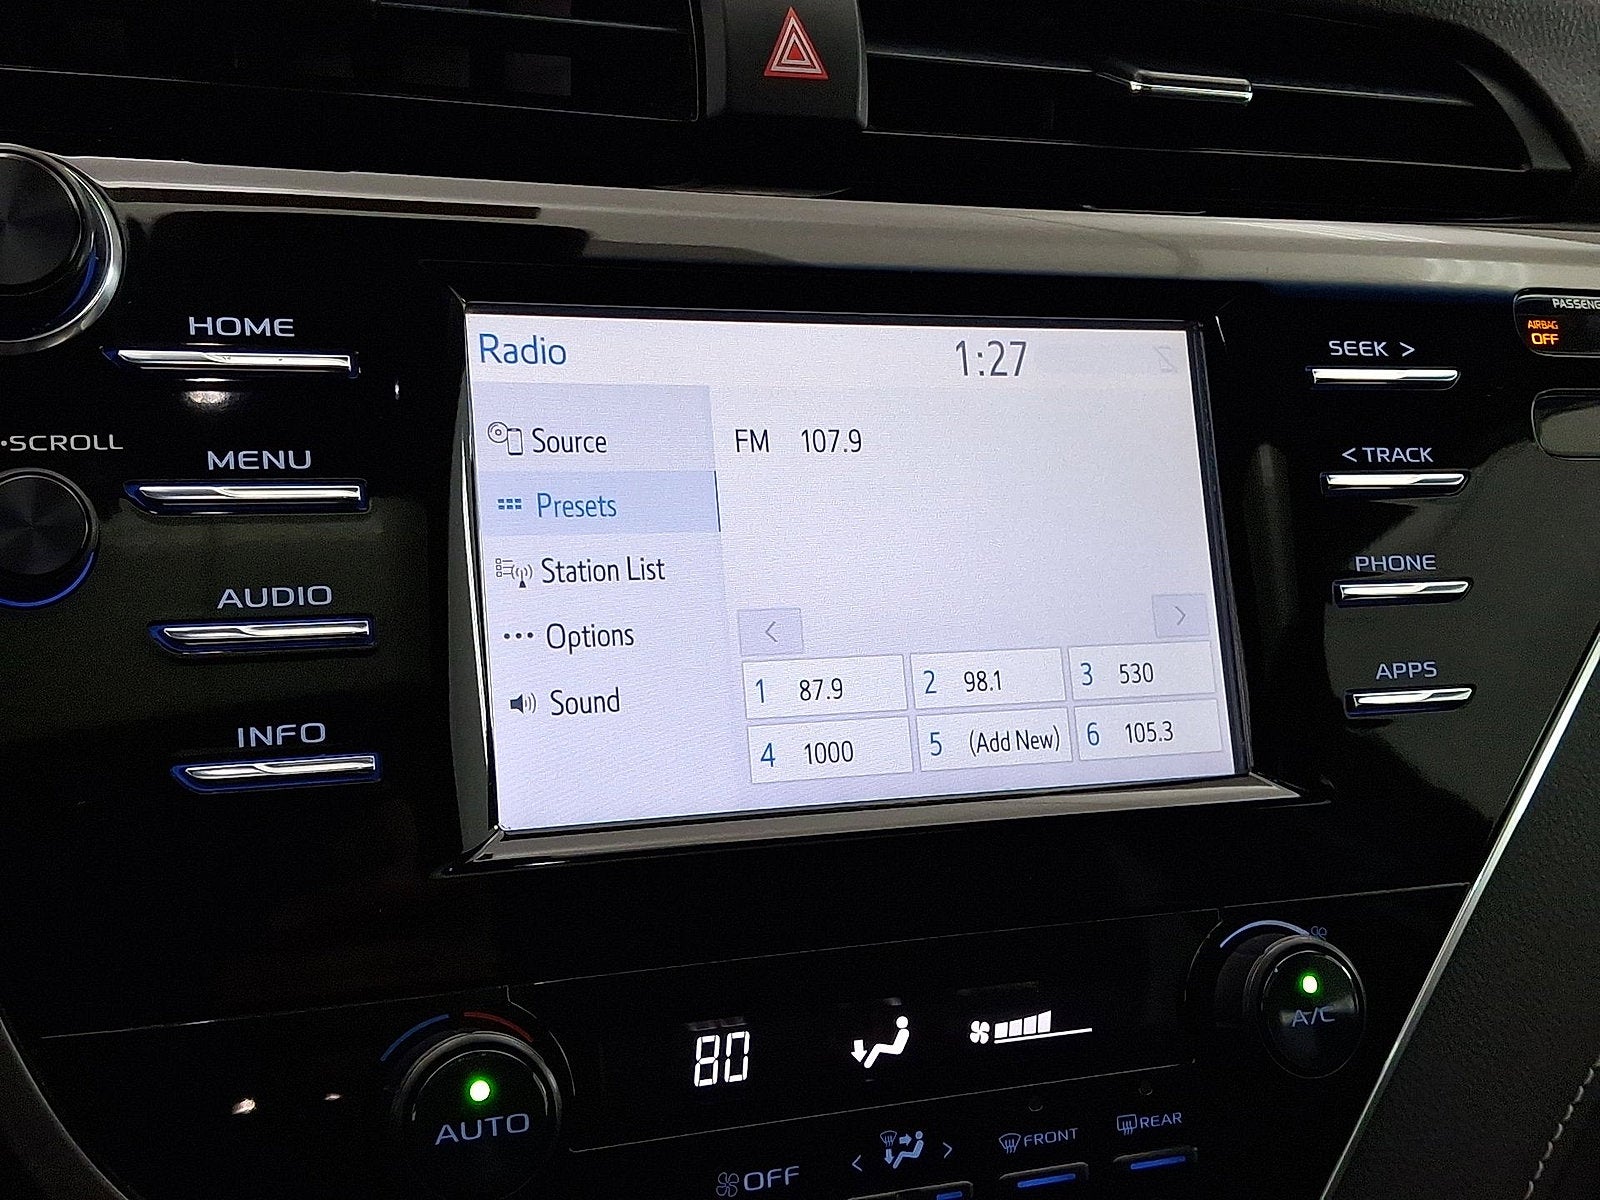 HOME
•SCROLL
MENU
AUDIO
INFO
Radio
1:27
Source
Presets
Station List
Options
Sound
FM 107.9
<
>
1 87.9
2 98.1
3 530
4 1000
5 (Add New)
6 105.3
PASSENG
AIRBAG
OFF
SEEK >
< TRACK
PHONE
APPS
AUTO
80
A/C
OFF
< >
FRONT
REAR